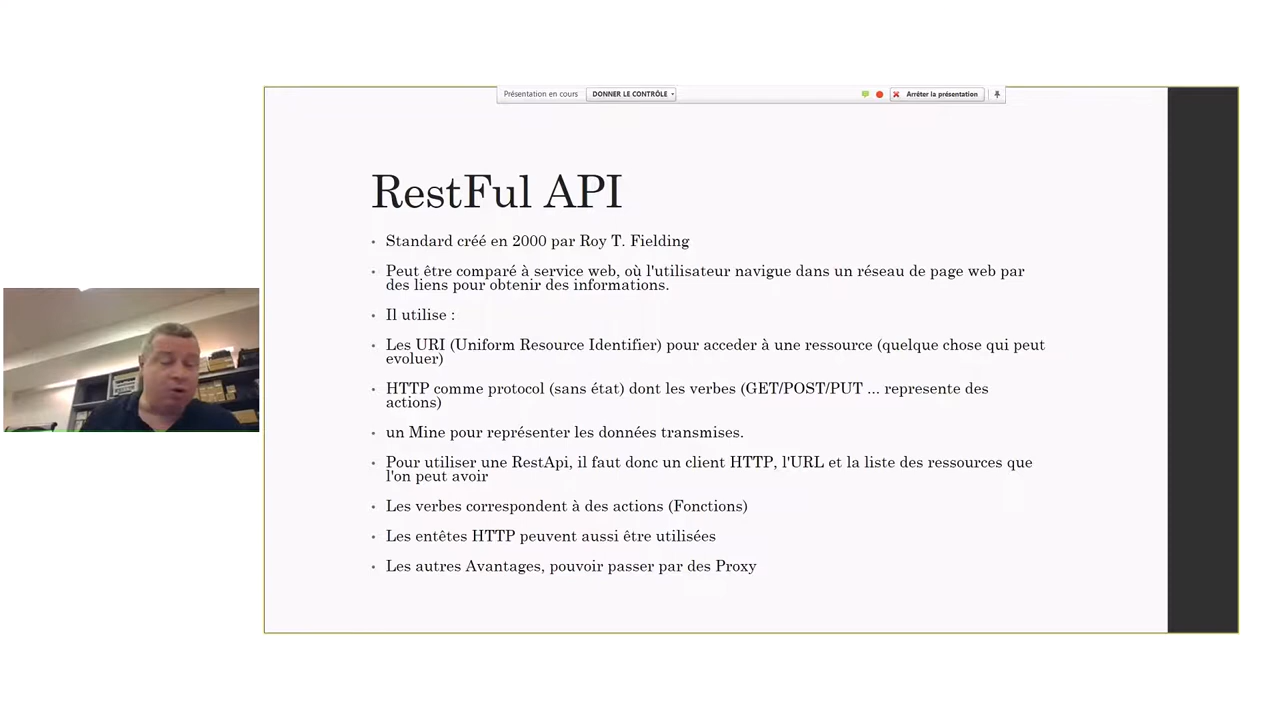 Présentation en cours DONNER LE CONTRÔLE Arrêter la présentation
RestFul API
• Standard créé en 2000 par Roy T. Fielding
• Peut être comparé à service web, où l'utilisateur navigue dans un réseau de page web par
des liens pour obtenir des informations.
• Il utilise :
• Les URI (Uniform Resource Identifier) pour acceder à une ressource (quelque chose qui peut
evoluer)
• HTTP comme protocol (sans état) dont les verbes (GET/POST/PUT ... represente des
actions)
• un Mine pour représenter les données transmises.
• Pour utiliser une RestApi, il faut donc un client HTTP, l'URL et la liste des ressources que
l'on peut avoir
• Les verbes correspondent à des actions (Fonctions)
• Les entêtes HTTP peuvent aussi être utilisées
• Les autres Avantages, pouvoir passer par des Proxy